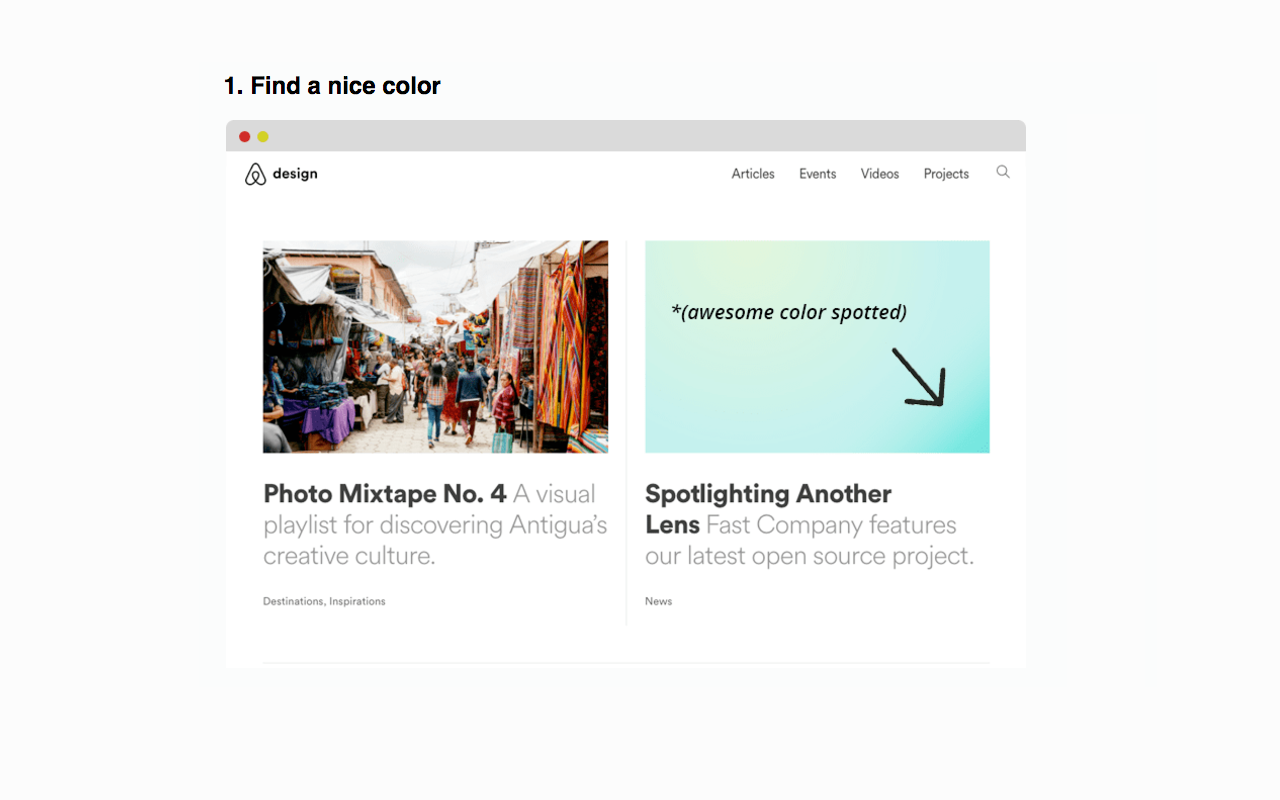 1. Find a nice color
design
Articles Events Videos Projects
*(awesome color spotted)
Photo Mixtape No. 4 A visual
playlist for discovering Antigua’s
creative culture.
Destinations, Inspirations
Spotlighting Another
Lens Fast Company features
our latest open source project.
News